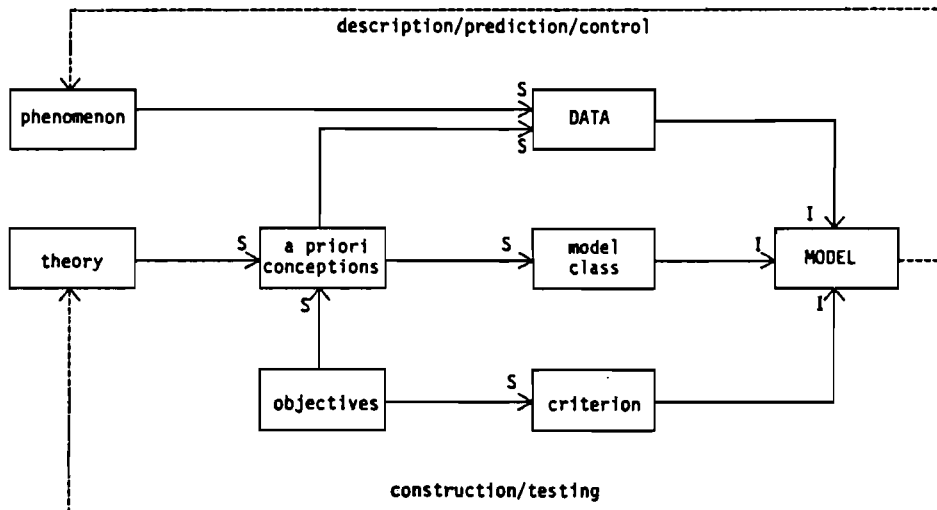 description/prediction/control
S
phenomenon
DATA
S
I
S
a priori
S
model
I
theory
conceptions
class
MODEL
S
I
S
objectives
criterion
construction/testing